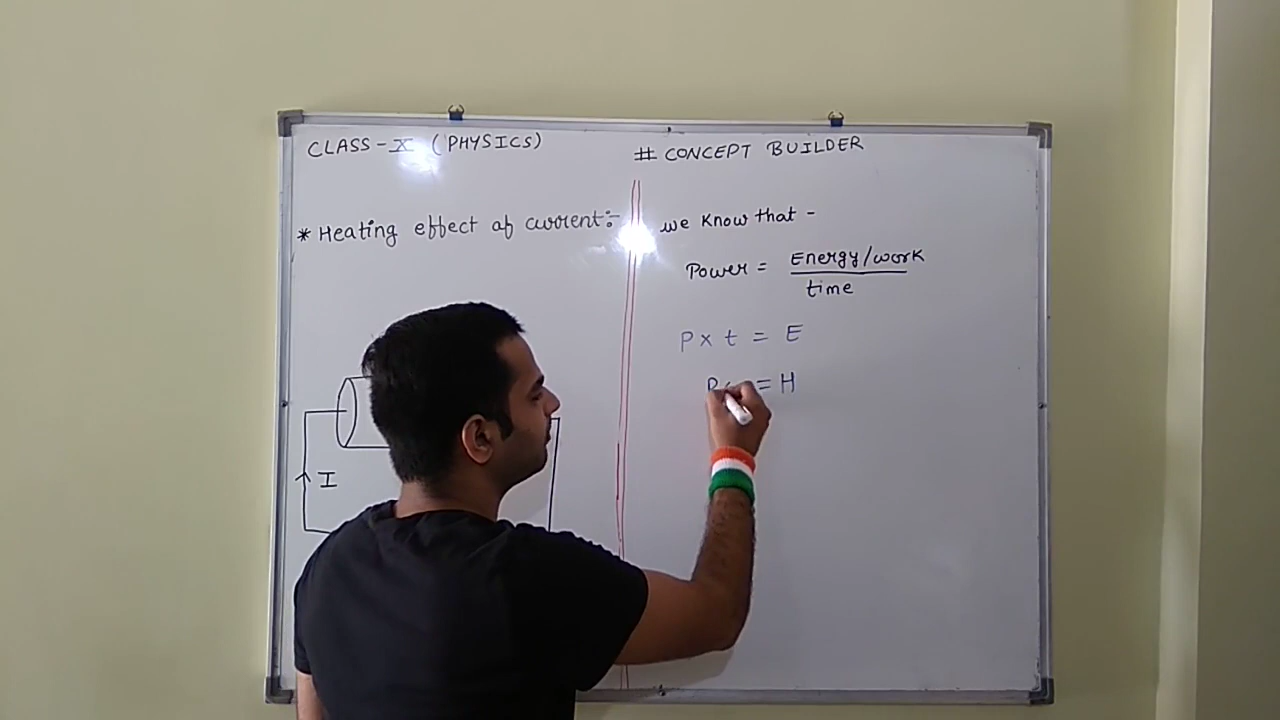 CLASS-X (PHYSICS)
# CONCEPT BUILDER
* Heating effect of current:-
I
we know that -
Power = Energy/work
time
P x t = E
= H